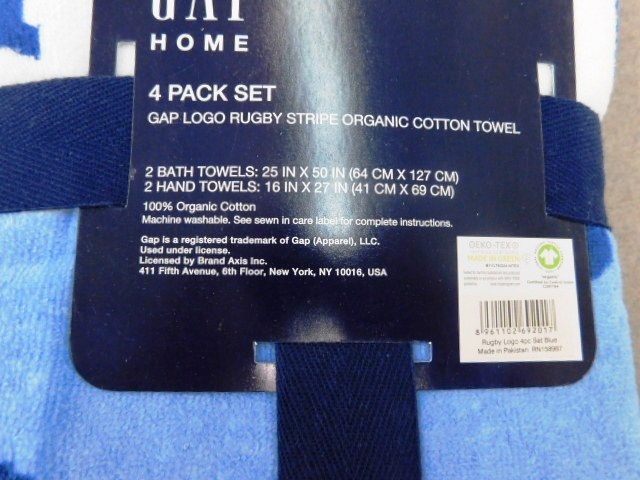 GAP
HOME
4 PACK SET
GAP LOGO RUGBY STRIPE ORGANIC COTTON TOWEL
2 BATH TOWELS: 25 IN X 50 IN (64 CM X 127 CM)
2 HAND TOWELS: 16 IN X 27 IN (41 CM X 69 CM)
100% Organic Cotton
Machine washable. See sewn in care label for complete instructions.
Gap is a registered trademark of Gap (Apparel), LLC.
Used under license.
Licensed by Brand Axis Inc.
411 Fifth Avenue, 6th Floor, New York, NY 10016, USA
OEKO-TEX®
MADE IN GREEN
8 961102 692017
Rugby Logo 4pc Set Blue
Made in Pakistan